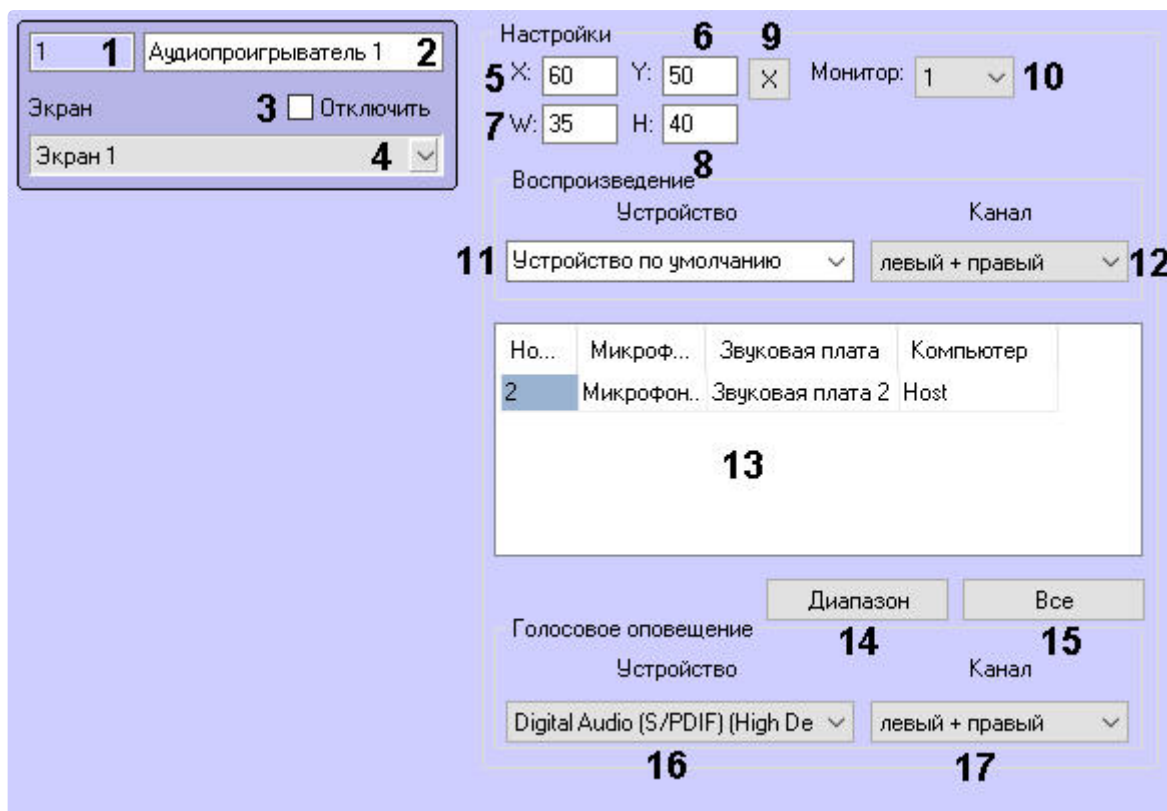 1 1 Аудиопроигрыватель 1 2
Экран 3 Отключить
Экран 1 4
Настройки 6 9
5 X: 60 Y: 50 X Монитор: 1 10
7 W: 35 H: 40
8
Воспроизведение
Устройство Канал
11 Устройство по умолчанию левый + правый 12
Но... Микроф... Звуковая плата Компьютер
2 Микрофон.. Звуковая плата 2 Host
13
Диапазон Все
Голосовое оповещение 14 15
Устройство Канал
Digital Audio (S/PDIF) (High De левый + правый
16 17